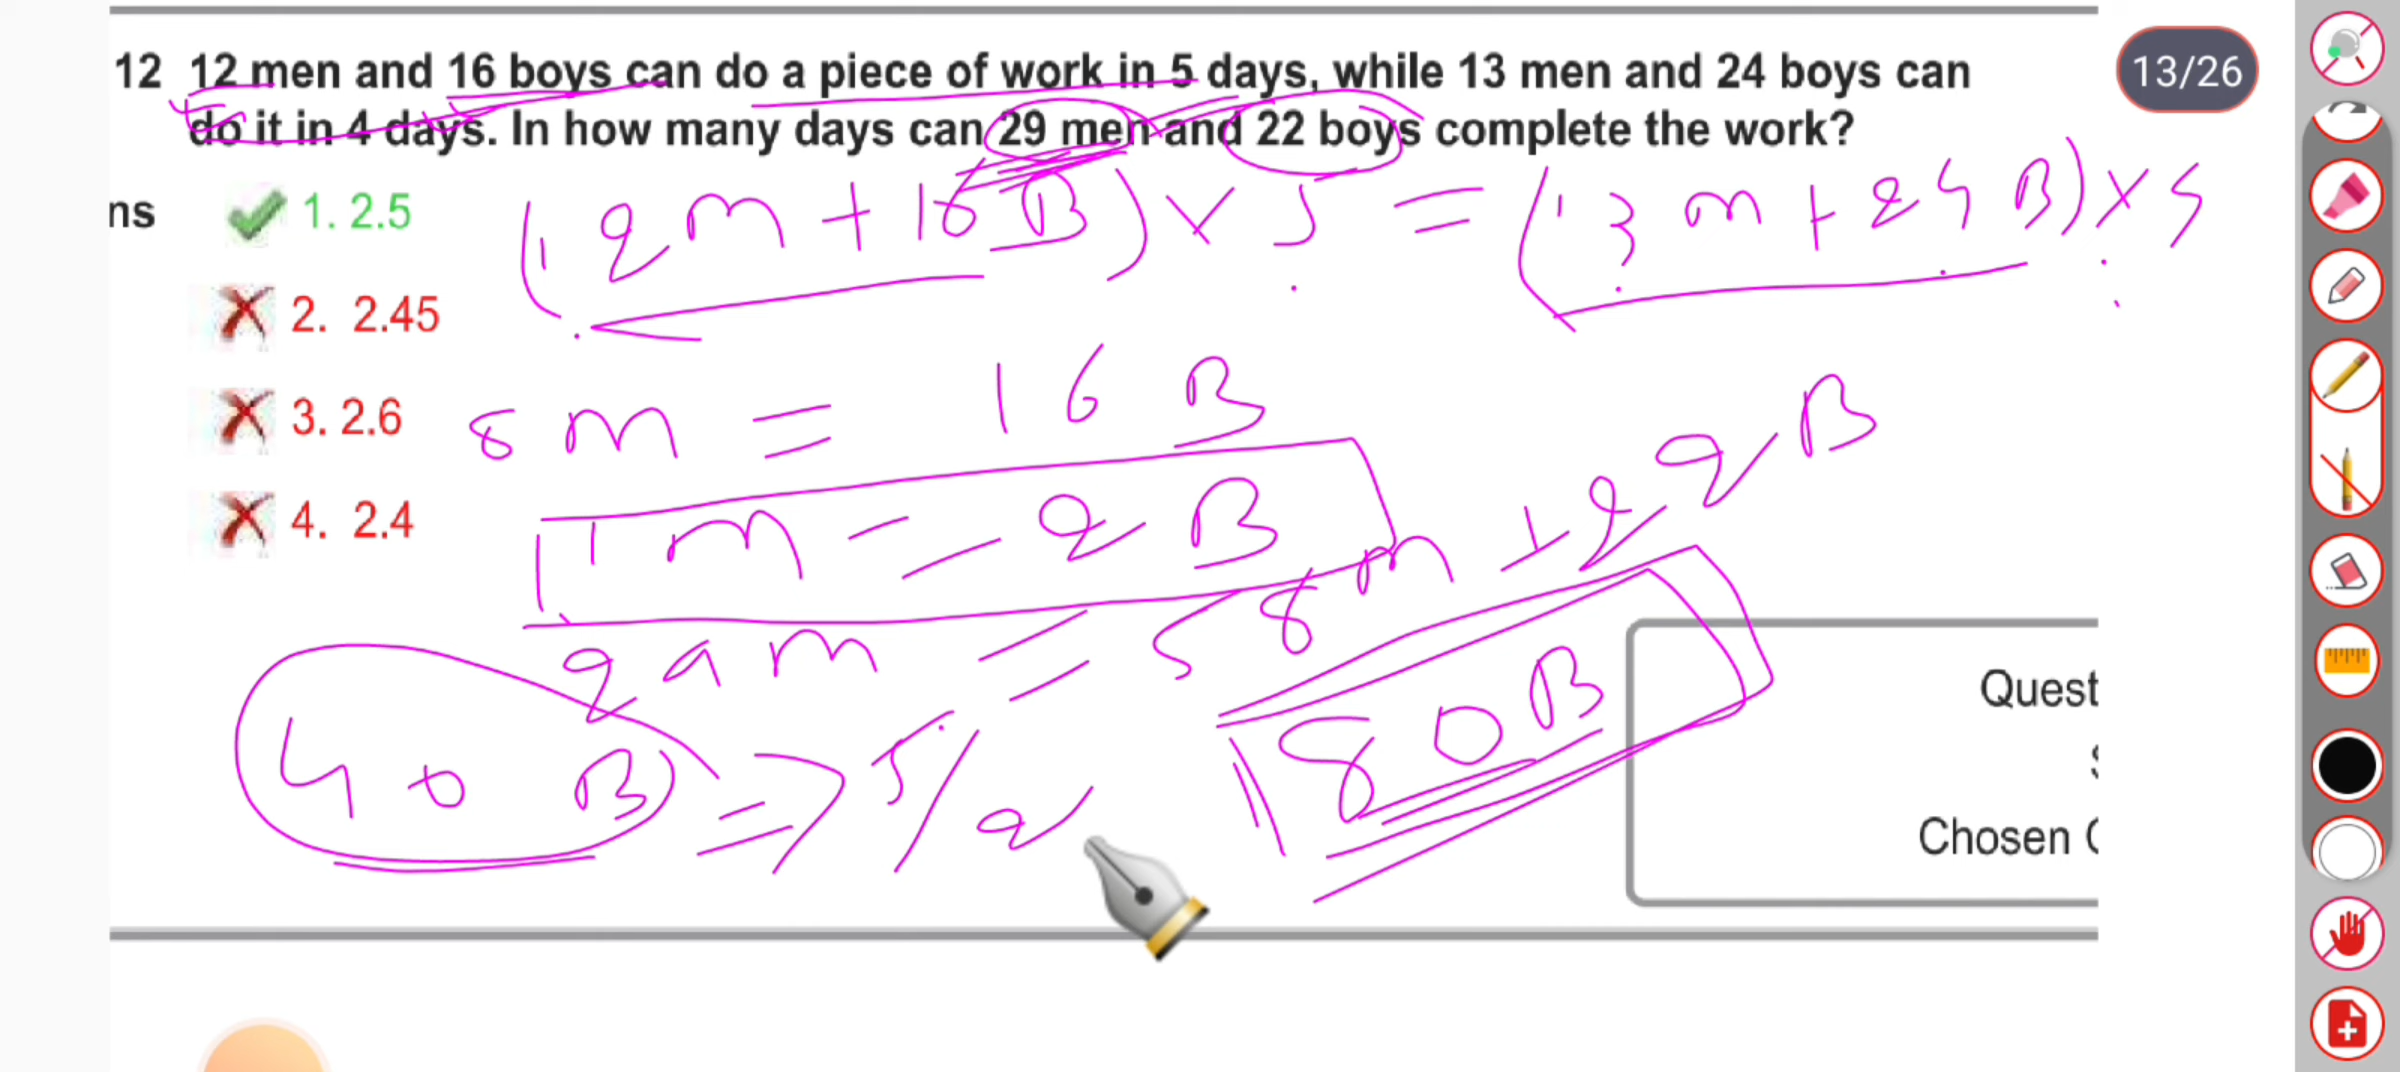 12 12 men and 16 boys can do a piece of work in 5 days, while 13 men and 24 boys can
do it in 4 days. In how many days can 29 men and 22 boys complete the work?
13/26
ns 1. 2.5
2. 2.45
3. 2.6
4. 2.4
(12m + 16B) × 5 = (13m + 24B) × 4
8m = 16B
1m = 2B
29m = 58m + 22B
80B
40B) => 5/2
Quest
Chosen